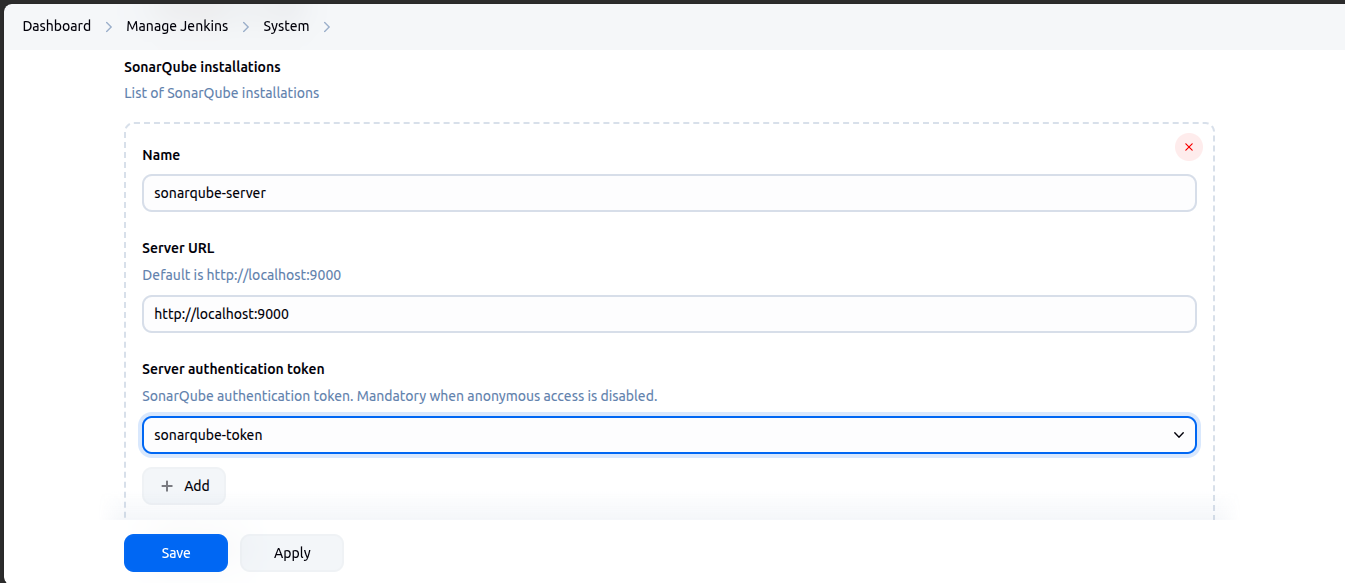 Dashboard > Manage Jenkins > System >
SonarQube installations
List of SonarQube installations
Name
sonarqube-server
Server URL
Default is http://localhost:9000
http://localhost:9000
Server authentication token
SonarQube authentication token. Mandatory when anonymous access is disabled.
sonarqube-token
+ Add
Save Apply